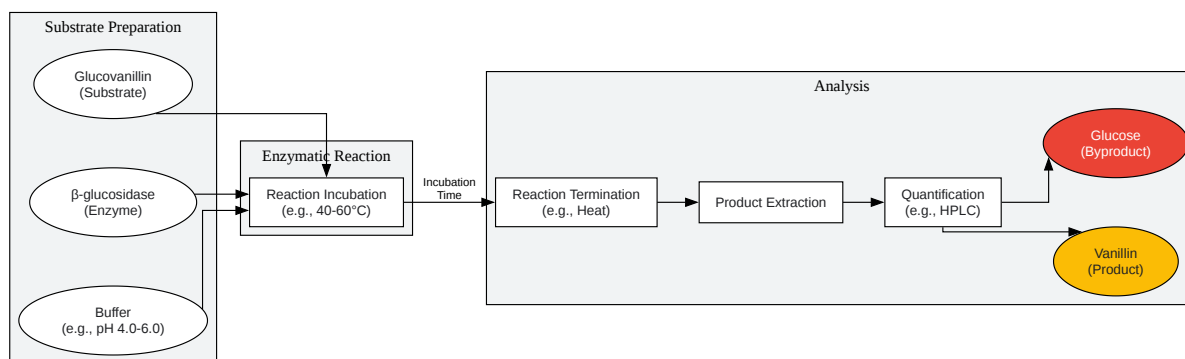 Substrate Preparation
Glucovanillin
(Substrate)
β-glucosidase
(Enzyme)
Buffer
(e.g., pH 4.0-6.0)
Enzymatic Reaction
Reaction Incubation
(e.g., 40-60°C)
Incubation
Time
Analysis
Reaction Termination
(e.g., Heat)
Product Extraction
Quantification
(e.g., HPLC)
Glucose
(Byproduct)
Vanillin
(Product)